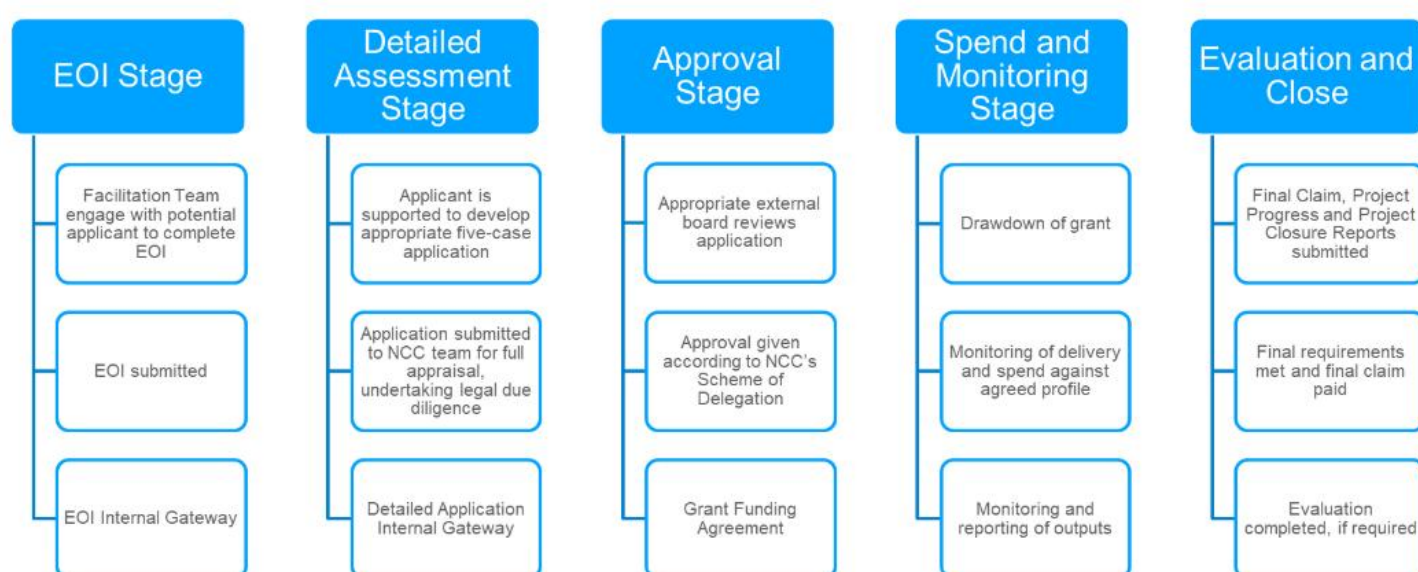 EOI Stage
Facilitation Team
engage with potential
applicant to complete
EOI
EOI submitted
EOI Internal Gateway
Detailed
Assessment
Stage
Applicant is
supported to develop
appropriate five-case
application
Application submitted
to NCC team for full
appraisal,
undertaking legal due
diligence
Detailed Application
Internal Gateway
Approval
Stage
Appropriate external
board reviews
application
Approval given
according to NCC's
Scheme of
Delegation
Grant Funding
Agreement
Spend and
Monitoring
Stage
Drawdown of grant
Monitoring of delivery
and spend against
agreed profile
Monitoring and
reporting of outputs
Evaluation and
Close
Final Claim, Project
Progress and Project
Closure Reports
submitted
Final requirements
met and final claim
paid
Evaluation
completed, if required